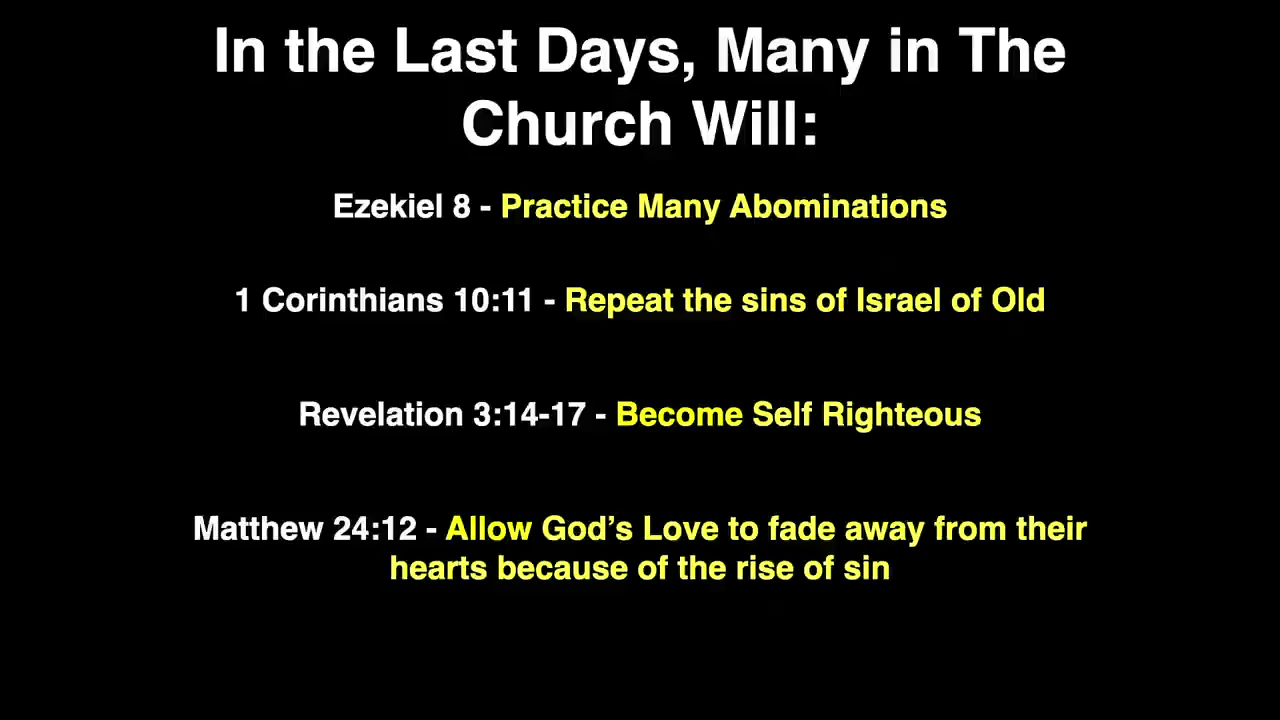 In the Last Days, Many in The
Church Will:
Ezekiel 8 - Practice Many Abominations
1 Corinthians 10:11 - Repeat the sins of Israel of Old
Revelation 3:14-17 - Become Self Righteous
Matthew 24:12 - Allow God’s Love to fade away from their
hearts because of the rise of sin